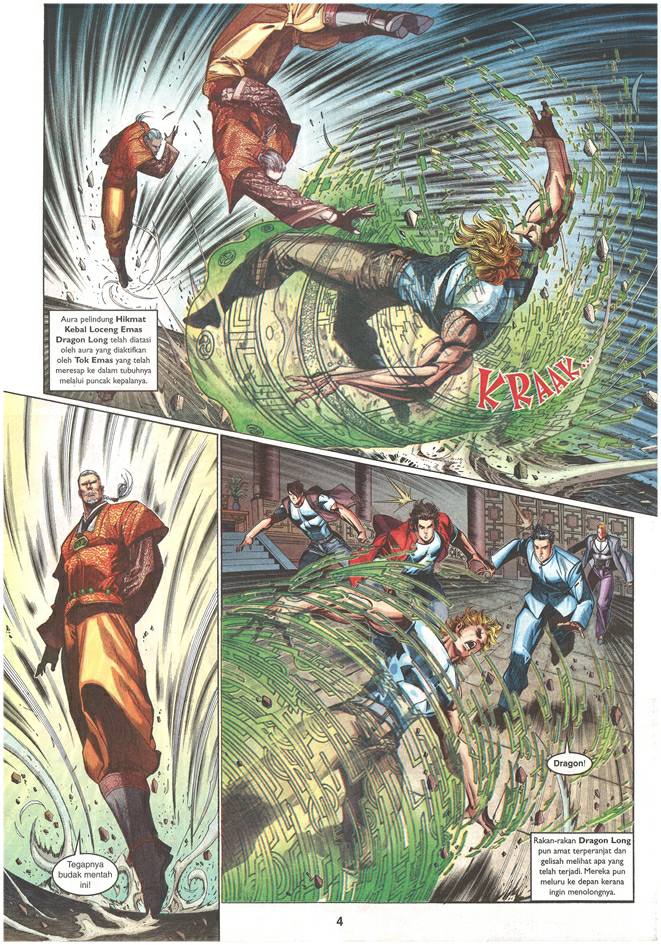 Aura pelindung Hikmat
Kebal Loceng Emas
Dragon Long telah diatasi
oleh aura yang diaktifkan
oleh Tok Emas yang telah
meresap ke dalam tubuhnya
melalui puncak kepalanya.
KRAAK...
Tegapnya
budak mentah
ini!
Dragon!
Rakan-rakan Dragon Long
pun amat terperanjat dan
gelisah melihat apa yang
telah terjadi. Mereka pun
meluru ke depan kerana
ingin menolongnya.
4